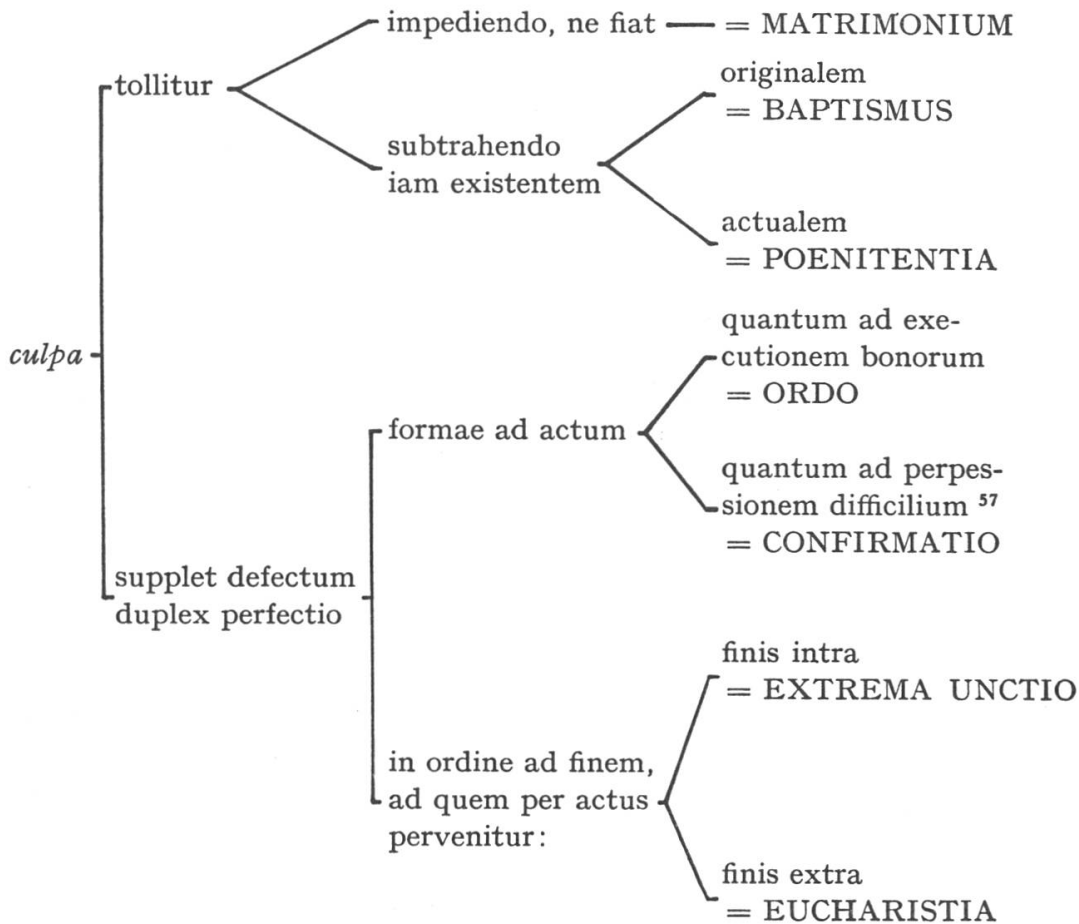 impediendo, ne fiat = MATRIMONIUM
tollitur
originalem
= BAPTISMUS
subtrahendo
iam existentem
actualem
= POENITENTIA
culpa
quantum ad exe-
cutionem bonorum
= ORDO
formae ad actum
quantum ad perpes-
sionem difficilium 57
= CONFIRMATIO
supplet defectum
duplex perfectio
finis intra
= EXTREMA UNCTIO
in ordine ad finem,
ad quem per actus
pervenitur:
finis extra
= EUCHARISTIA